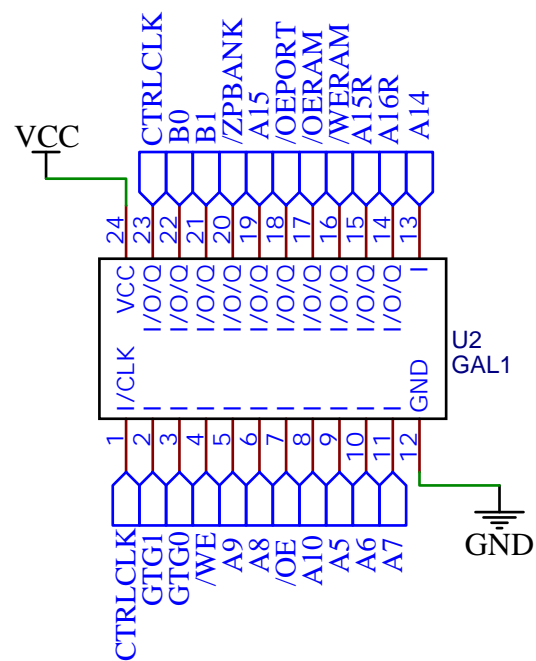 VCC
CTRLCLK
B0
B1
/ZPBANK
A15
/OEPORT
/OERAM
/WERAM
A15R
A16R
A14
24
23
22
21
20
19
18
17
16
15
14
13
VCC
I/O/Q
I/O/Q
I/O/Q
I/O/Q
I/O/Q
I/O/Q
I/O/Q
I/O/Q
I/O/Q
I/O/Q
I
U2
GAL1
I/CLK
I
I
I
I
I
I
I
I
I
I
GND
1
2
3
4
5
6
7
8
9
10
11
12
CTRLCLK
GTG1
GTG0
/WE
A9
A8
/OE
A10
A5
A6
A7
GND